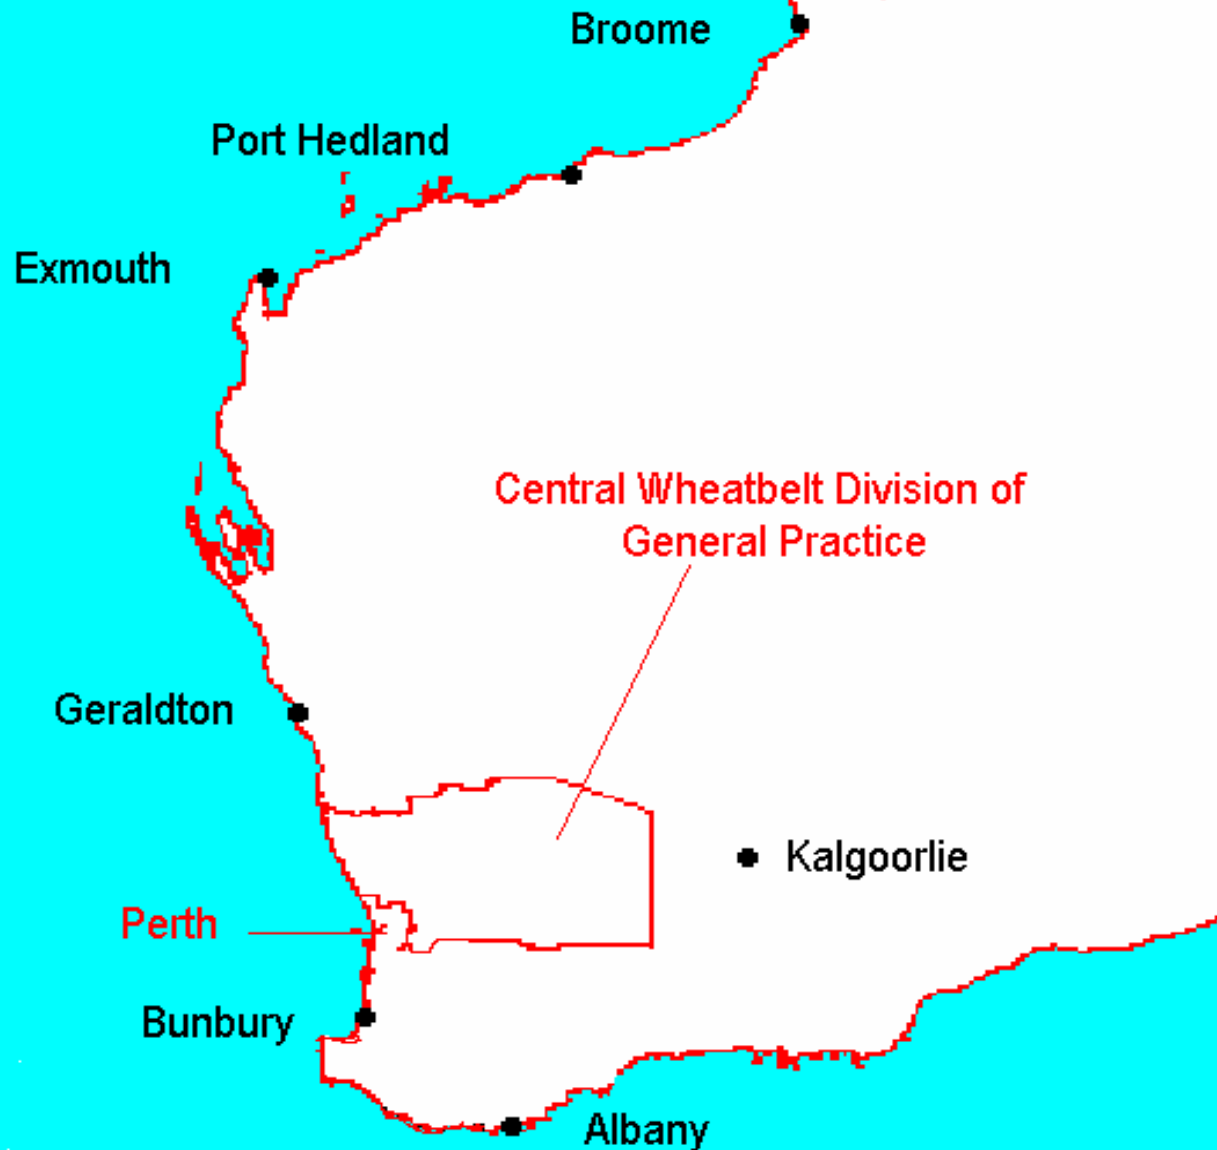 Broome
Port Hedland
Exmouth
Central Wheatbelt Division of
General Practice
Geraldton
Kalgoorlie
Perth
Bunbury
Albany